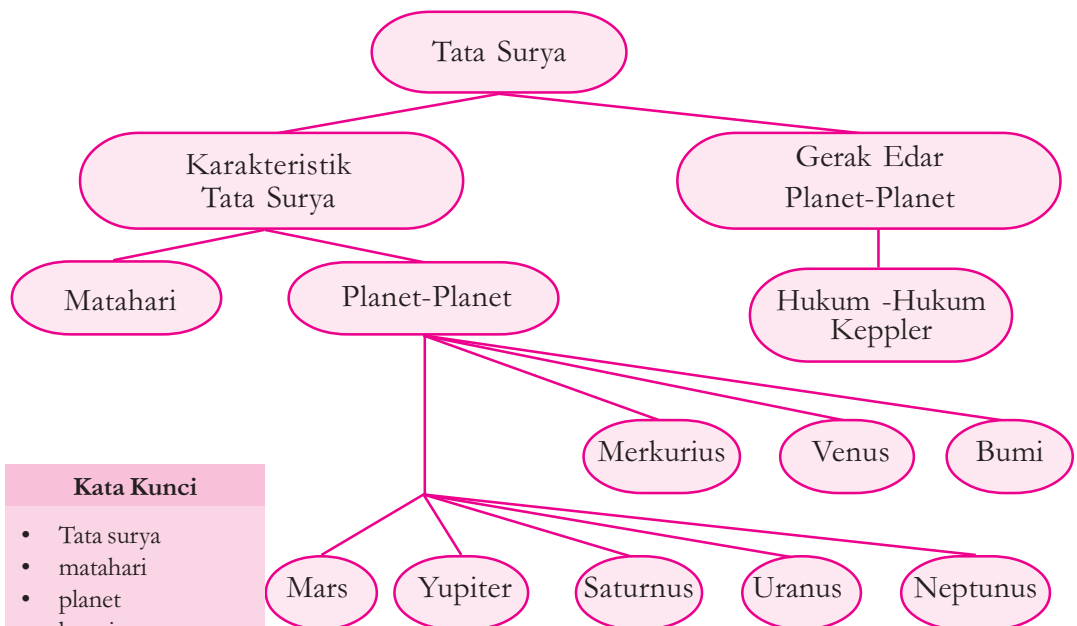 Tata Surya
Karakteristik
Tata Surya
Gerak Edar
Planet-Planet
Matahari
Planet-Planet
Hukum -Hukum
Keppler
Merkurius
Venus
Bumi
Mars
Yupiter
Saturnus
Uranus
Neptunus
Kata Kunci
• Tata surya
• matahari
• planet